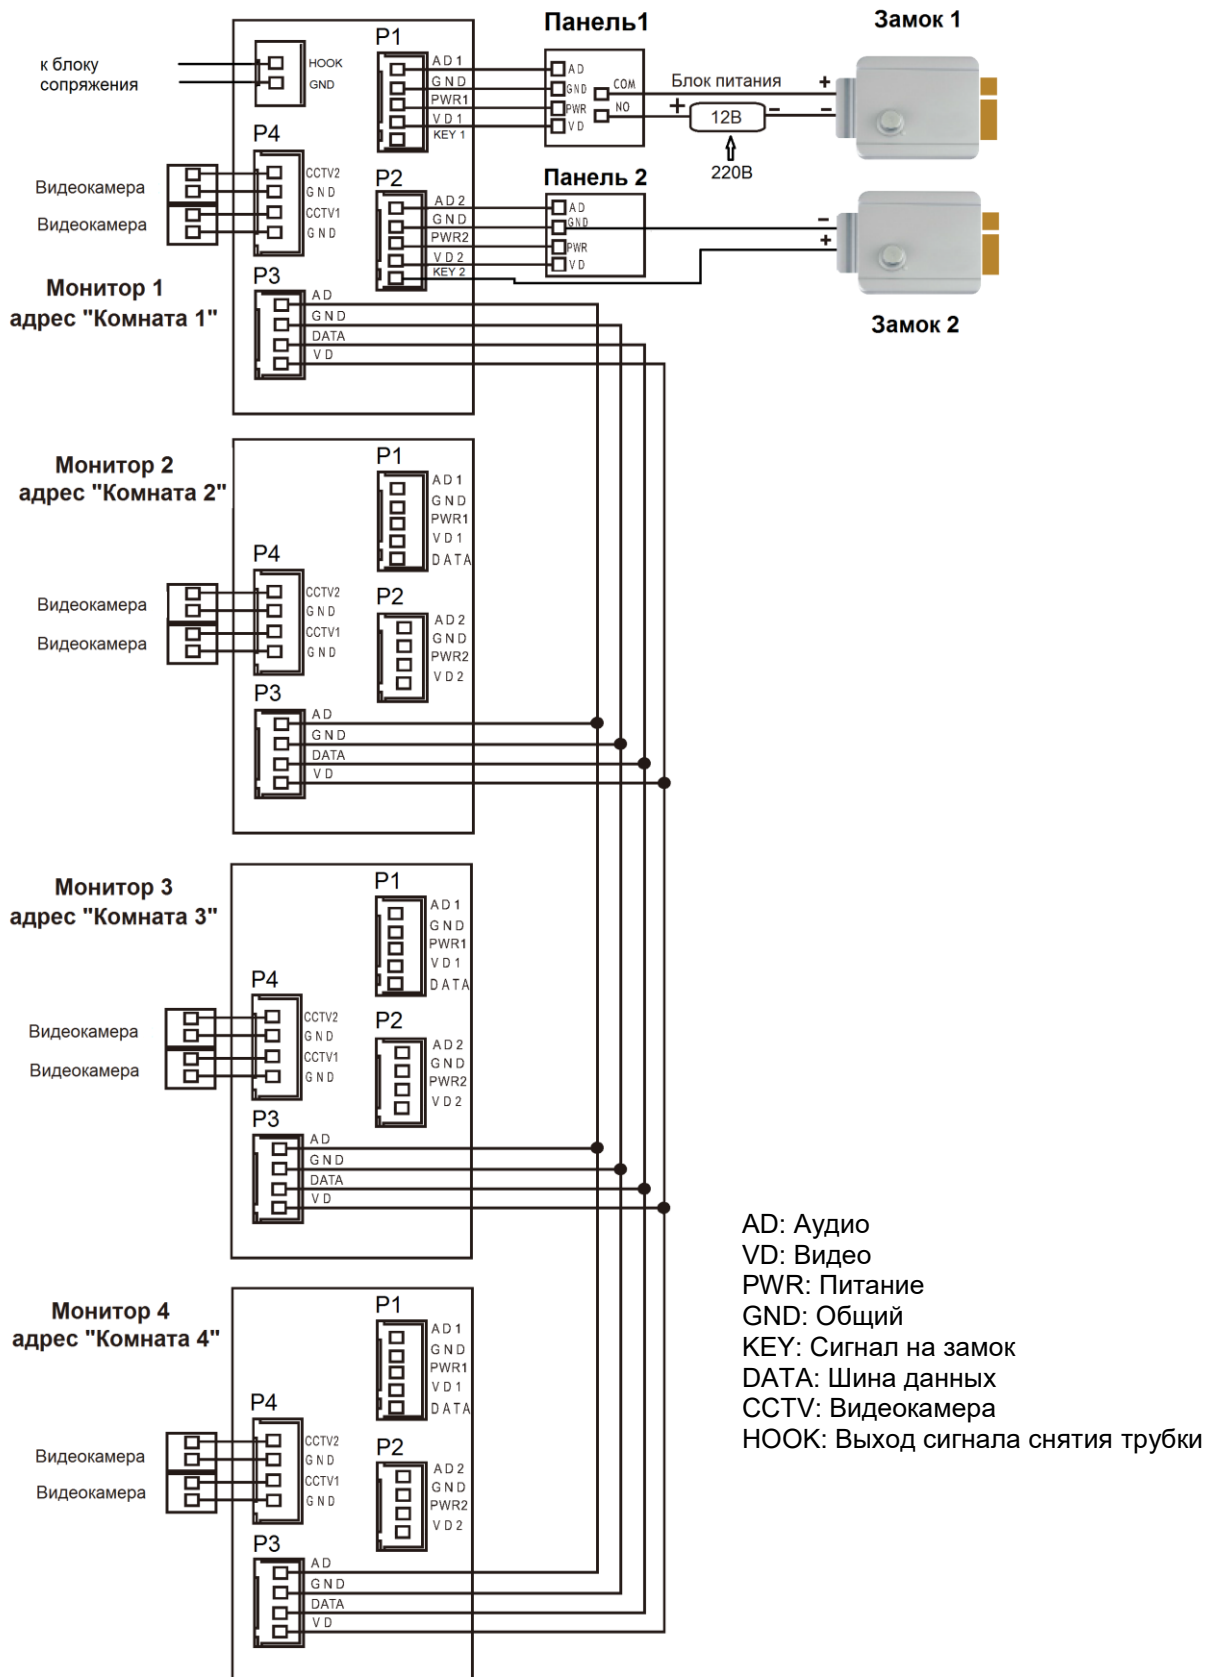 к блоку
сопряжения
HOOK
GND
P1
AD1
GND
PWR1
VD1
KEY 1
Панель1
AD
GND
PWR
VD
COM
NO
Блок питания
+
12В
−
220В
Замок 1
+
−
P4
CCTV2
GND
CCTV1
GND
Видеокамера
Видеокамера
P2
AD2
GND
PWR2
VD2
KEY 2
Панель 2
AD
GND
PWR
VD
−
+
Замок 2
Монитор 1
адрес "Комната 1"
P3
AD
GND
DATA
VD
Монитор 2
адрес "Комната 2"
P1
AD1
GND
PWR1
VD1
DATA
P4
CCTV2
GND
CCTV1
GND
Видеокамера
Видеокамера
P2
AD2
GND
PWR2
VD2
P3
AD
GND
DATA
VD
Монитор 3
адрес "Комната 3"
P1
AD1
GND
PWR1
VD1
DATA
P4
CCTV2
GND
CCTV1
GND
Видеокамера
Видеокамера
P2
AD2
GND
PWR2
VD2
P3
AD
GND
DATA
VD
Монитор 4
адрес "Комната 4"
P1
AD1
GND
PWR1
VD1
DATA
P4
CCTV2
GND
CCTV1
GND
Видеокамера
Видеокамера
P2
AD2
GND
PWR2
VD2
P3
AD
GND
DATA
VD
AD: Аудио
VD: Видео
PWR: Питание
GND: Общий
KEY: Сигнал на замок
DATA: Шина данных
CCTV: Видеокамера
HOOK: Выход сигнала снятия трубки